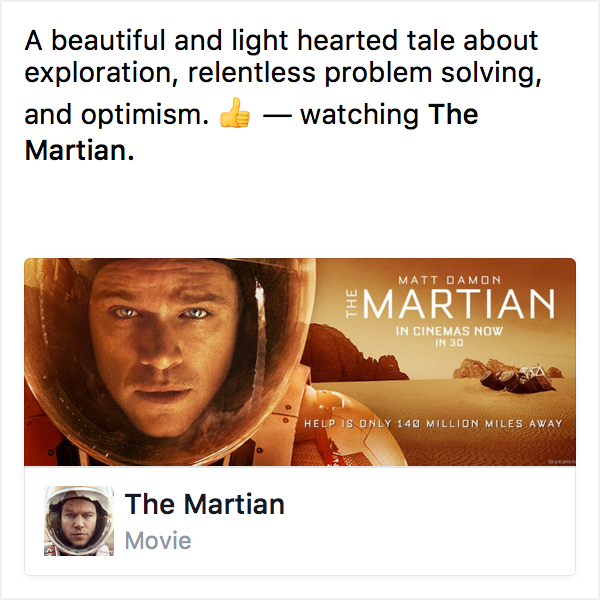 A beautiful and light hearted tale about
exploration, relentless problem solving,
and optimism. 👍 — watching The
Martian.
MATT DAMON
THE MARTIAN
IN CINEMAS NOW
IN 3D
HELP IS ONLY 140 MILLION MILES AWAY
The Martian
Movie